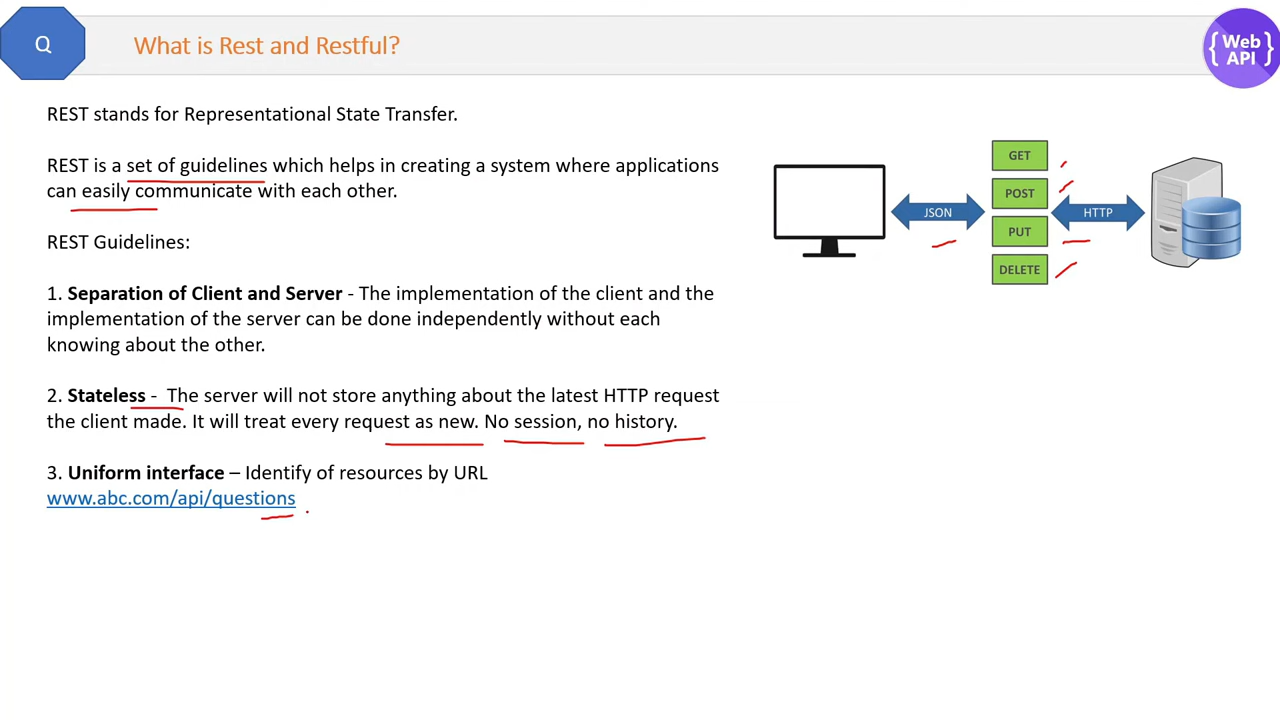 Q
What is Rest and Restful?
{Web
API}
REST stands for Representational State Transfer.
REST is a set of guidelines which helps in creating a system where applications
can easily communicate with each other.
REST Guidelines:
1. Separation of Client and Server - The implementation of the client and the
implementation of the server can be done independently without each
knowing about the other.
2. Stateless - The server will not store anything about the latest HTTP request
the client made. It will treat every request as new. No session, no history.
3. Uniform interface – Identify of resources by URL
www.abc.com/api/questions
GET
POST
JSON
HTTP
PUT
DELETE